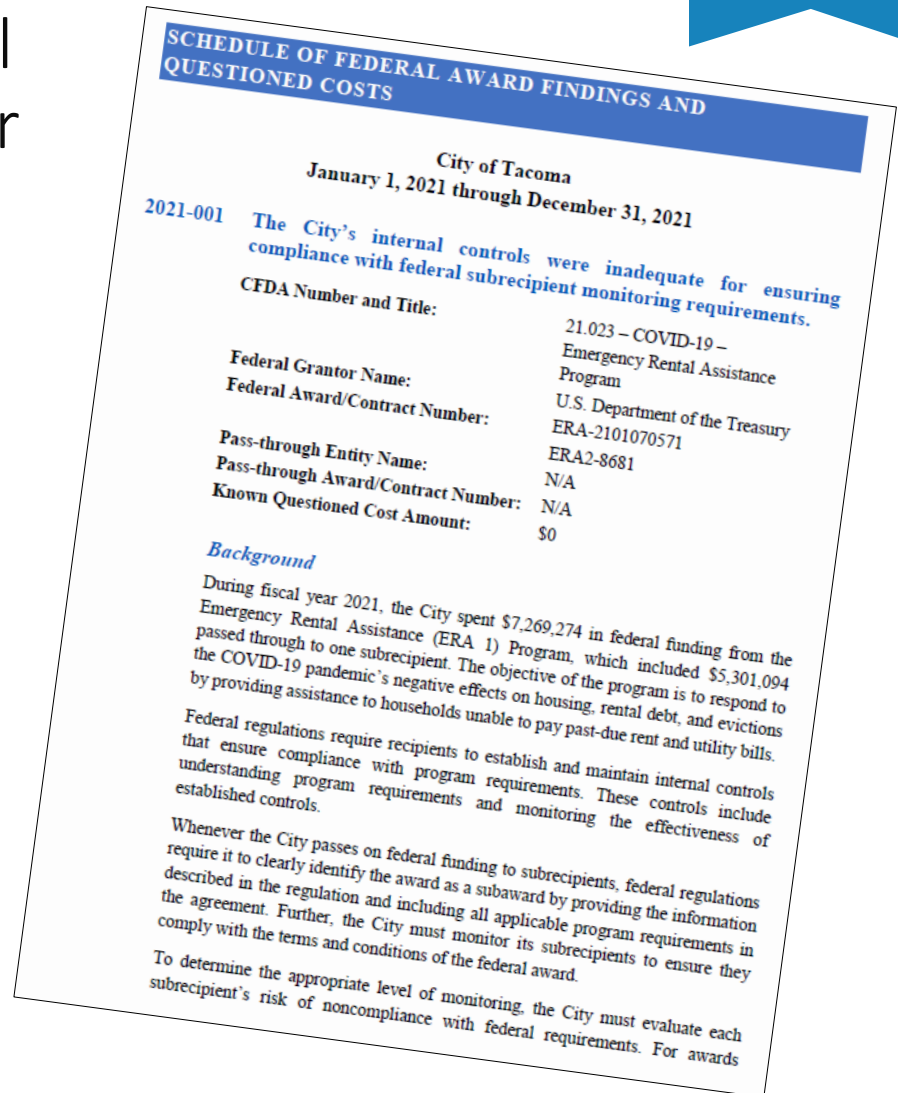 l
r
SCHEDULE OF FEDERAL AWARD FINDINGS AND
QUESTIONED COSTS
City of Tacoma
January 1, 2021 through December 31, 2021
2021-001 The City's internal controls were inadequate for ensuring
compliance with federal subrecipient monitoring requirements.
CFDA Number and Title: 21.023 – COVID-19 –
Emergency Rental Assistance
Program
Federal Grantor Name: U.S. Department of the Treasury
Federal Award/Contract Number: ERA-2101070571
ERA2-8681
Pass-through Entity Name: N/A
Pass-through Award/Contract Number: N/A
Known Questioned Cost Amount: $0
Background
During fiscal year 2021, the City spent $7,269,274 in federal funding from the
Emergency Rental Assistance (ERA 1) Program, which included $5,301,094
passed through to one subrecipient. The objective of the program is to respond to
the COVID-19 pandemic's negative effects on housing, rental debt, and evictions
by providing assistance to households unable to pay past-due rent and utility bills.
Federal regulations require recipients to establish and maintain internal controls
that ensure compliance with program requirements. These controls include
understanding program requirements and monitoring the effectiveness of
established controls.
Whenever the City passes on federal funding to subrecipients, federal regulations
require it to clearly identify the award as a subaward by providing the information
described in the regulation and including all applicable program requirements in
the agreement. Further, the City must monitor its subrecipients to ensure they
comply with the terms and conditions of the federal award.
To determine the appropriate level of monitoring, the City must evaluate each
subrecipient's risk of noncompliance with federal requirements. For awards